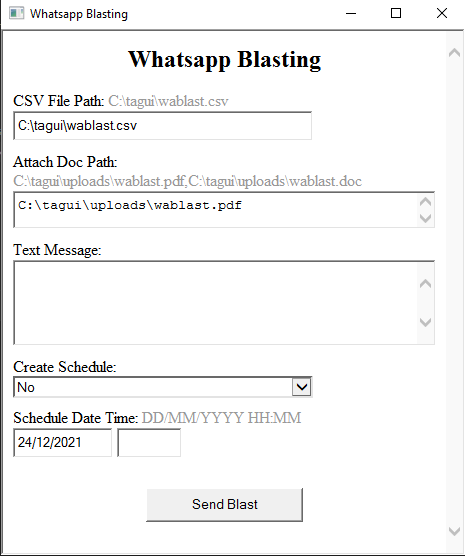 Whatsapp Blasting
Whatsapp Blasting
CSV File Path: C:\tagui\wablast.csv
C:\tagui\wablast.csv
Attach Doc Path:
C:\tagui\uploads\wablast.pdf,C:\tagui\uploads\wablast.doc
C:\tagui\uploads\wablast.pdf
Text Message:
Create Schedule:
No
Schedule Date Time: DD/MM/YYYY HH:MM
24/12/2021
Send Blast